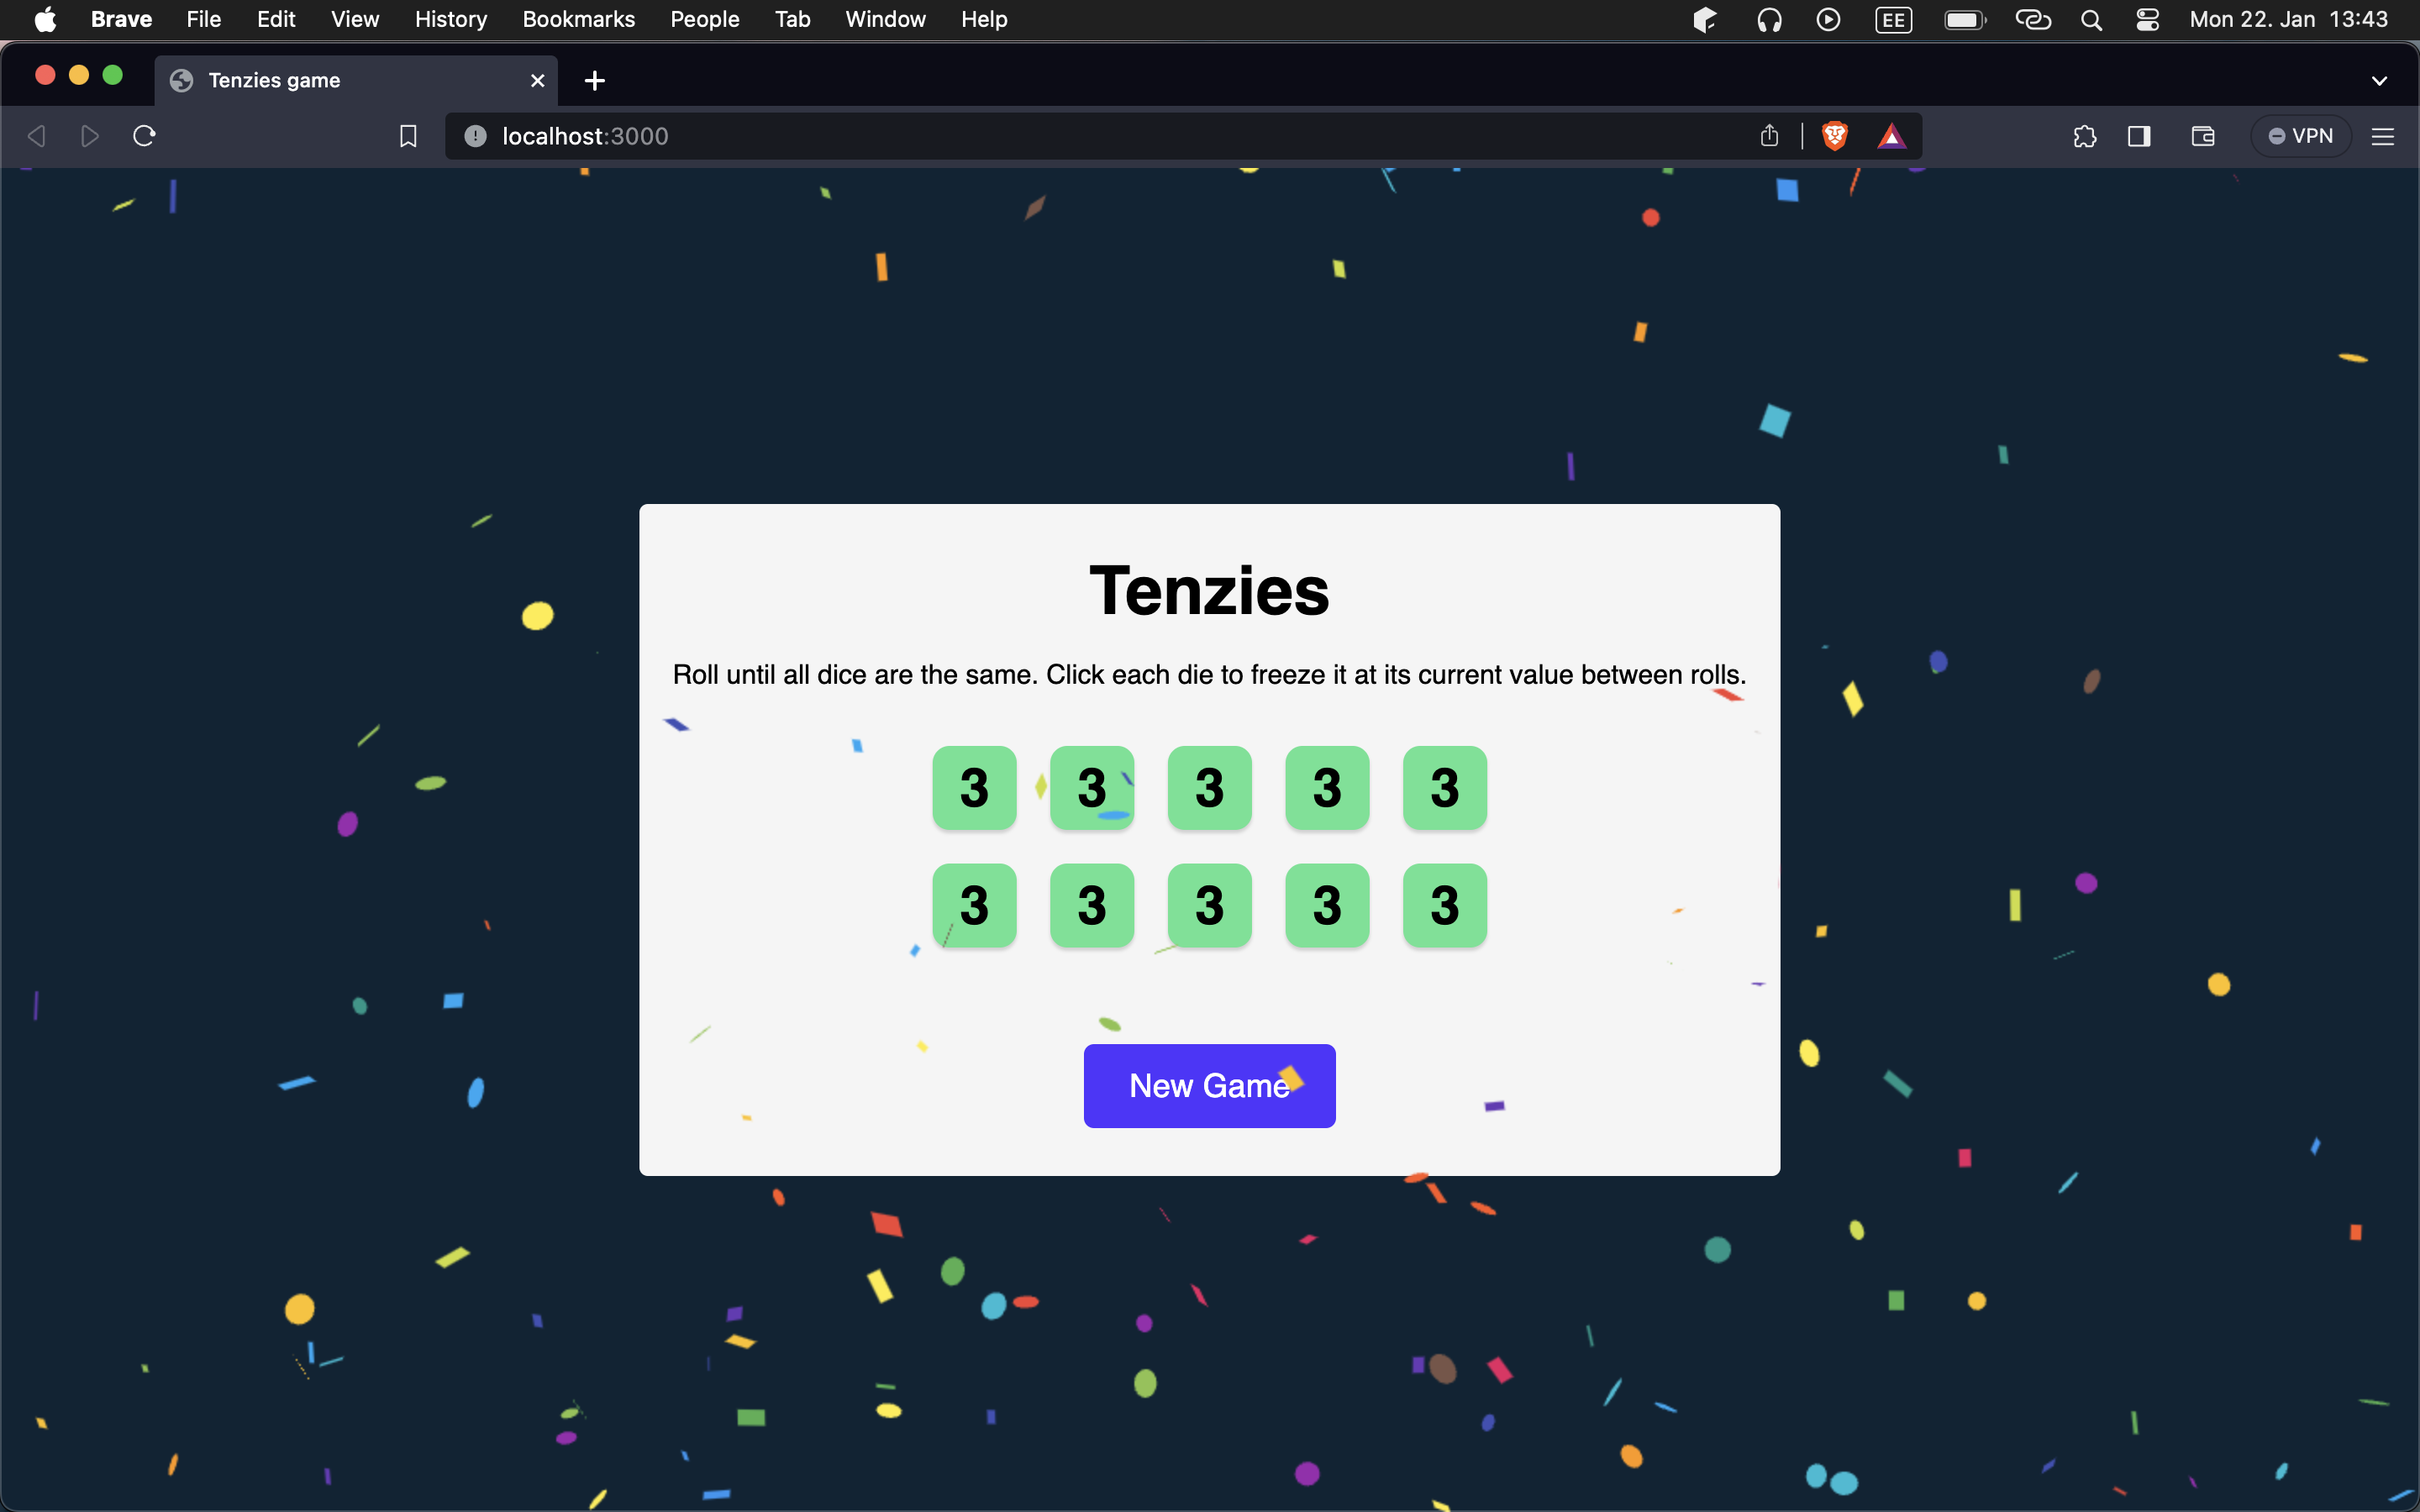 Brave File Edit View History Bookmarks People Tab Window Help EE Mon 22. Jan 13:43
Tenzies game
localhost:3000 VPN
Tenzies
Roll until all dice are the same. Click each die to freeze it at its current value between rolls.
3 3 3 3 3
3 3 3 3 3
New Game